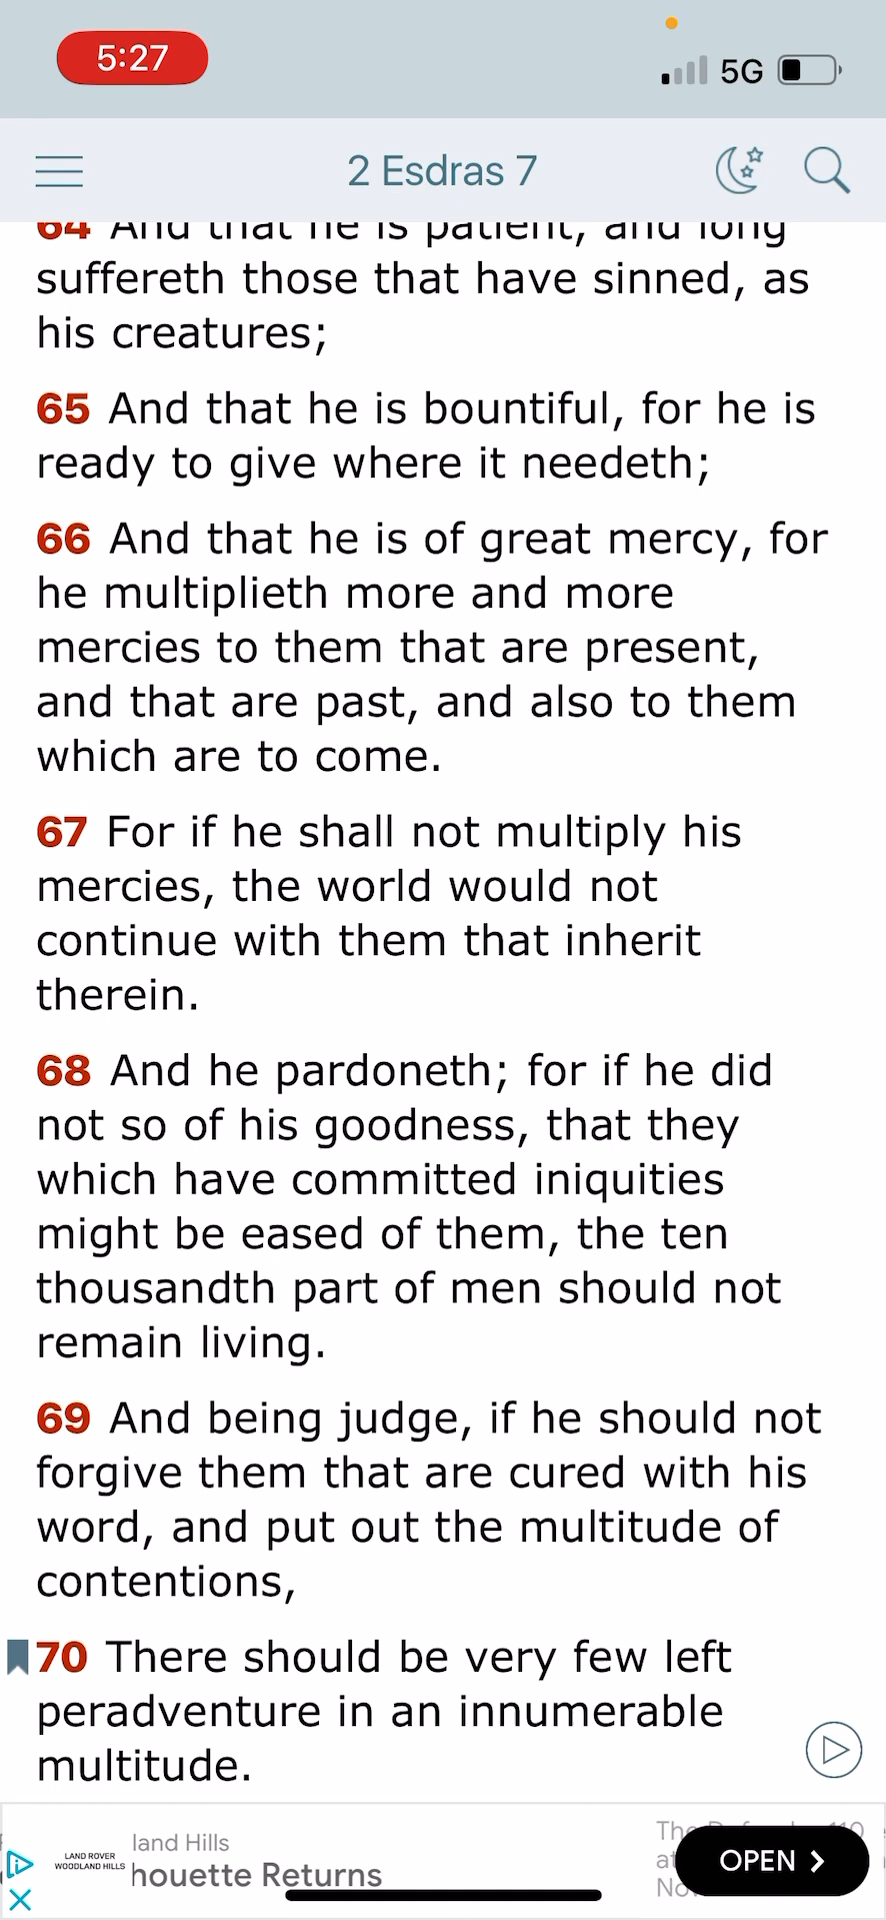 5:27
5G
2 Esdras 7
64 And that he is patient, and long
suffereth those that have sinned, as
his creatures;
65 And that he is bountiful, for he is
ready to give where it needeth;
66 And that he is of great mercy, for
he multiplieth more and more
mercies to them that are present,
and that are past, and also to them
which are to come.
67 For if he shall not multiply his
mercies, the world would not
continue with them that inherit
therein.
68 And he pardoneth; for if he did
not so of his goodness, that they
which have committed iniquities
might be eased of them, the ten
thousandth part of men should not
remain living.
69 And being judge, if he should not
forgive them that are cured with his
word, and put out the multitude of
contentions,
70 There should be very few left
peradventure in an innumerable
multitude.
LAND ROVER
WOODLAND HILLS
land Hills
houette Returns
OPEN